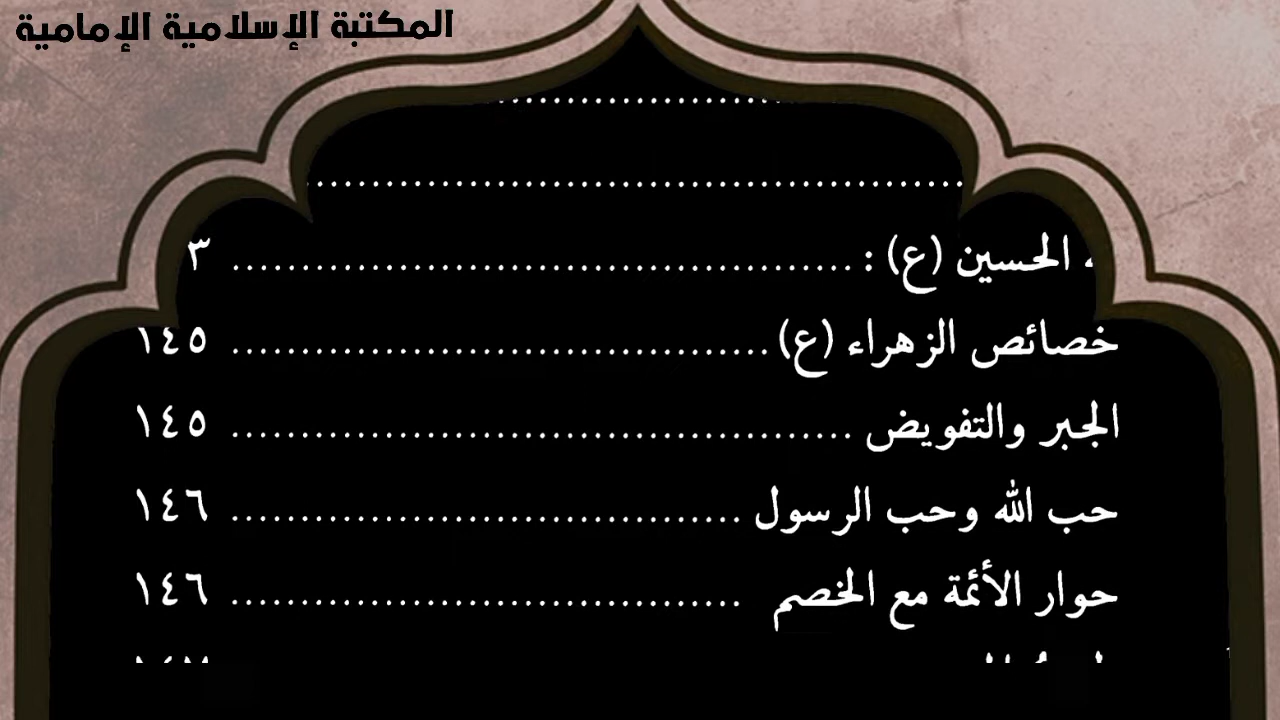 المكتبة الإسلامية الإمامية
الحسين (ع) : ........................................ ٣
خصائص الزهراء (ع) ........................................ ١٤٥
الجبر والتفويض ........................................ ١٤٥
حب الله وحب الرسول ........................................ ١٤٦
حوار الأئمة مع الخصم ........................................ ١٤٦